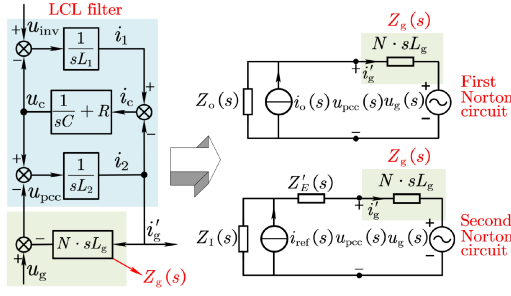 LCL filter
+
u_inv
−
1/(sL_1)
i_1
+
u_c
1/(sC) + R
i_c
−
+
−
u_pcc
1/(sL_2)
i_2
−
N · sL_g
i′_g
u_g
Z_g(s)
Z_g(s)
N · sL_g
+
i′_g
Z_o(s)
i_o(s) u_pcc(s) u_g(s)
+
−
−
First
Norton
circuit
Z_g(s)
Z′_E(s)
N · sL_g
+
i′_g
Z_1(s)
i_ref(s) u_pcc(s) u_g(s)
+
−
−
Second
Norton
circuit